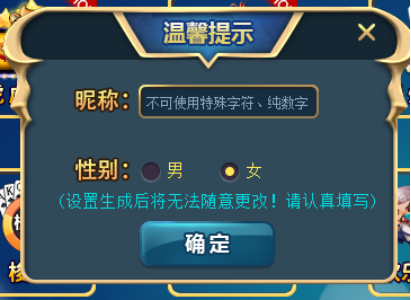 温馨提示
昵称：不可使用特殊字符、纯数字
性别：男 女
(设置生成后将无法随意更改！请认真填写)
确定